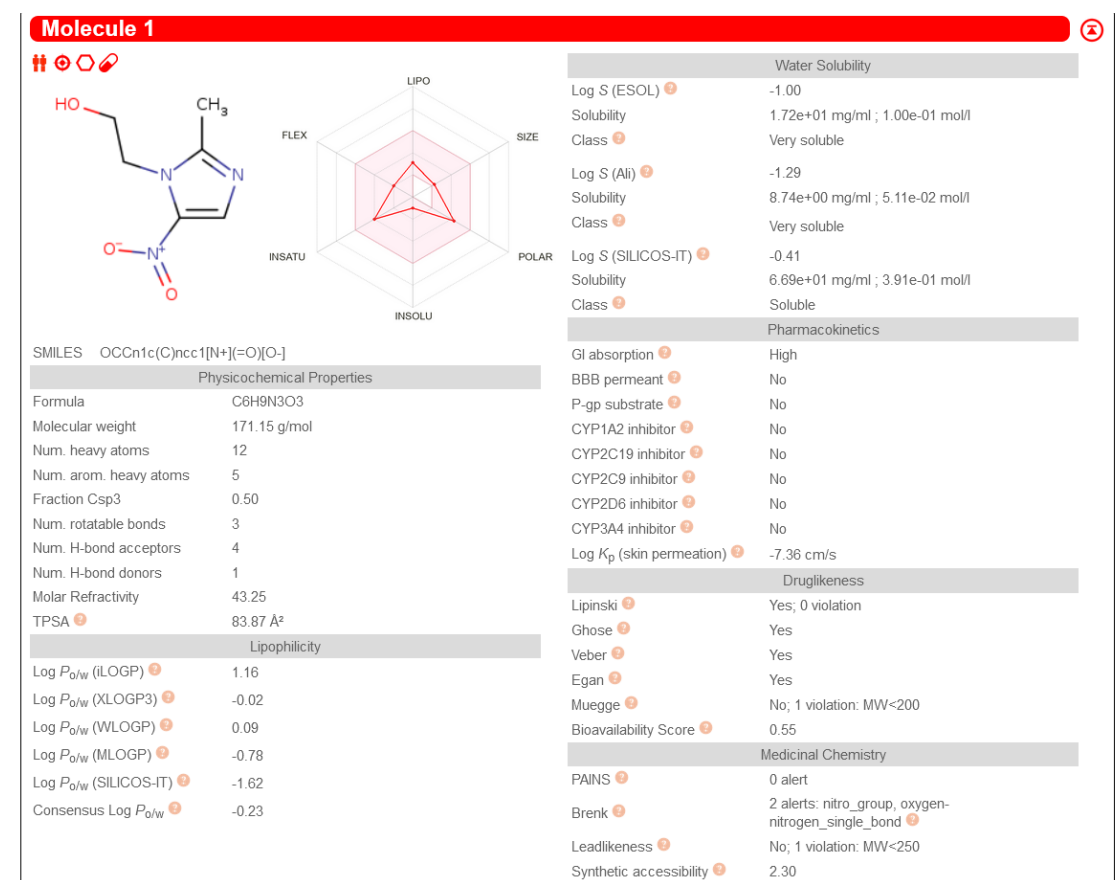 Molecule 1
HO
CH3
N
N
O-
N+
O
LIPO
FLEX
SIZE
INSATU
POLAR
INSOLU
SMILES OCCn1c(C)ncc1[N+](=O)[O-]
Physicochemical Properties
Formula C6H9N3O3
Molecular weight 171.15 g/mol
Num. heavy atoms 12
Num. arom. heavy atoms 5
Fraction Csp3 0.50
Num. rotatable bonds 3
Num. H-bond acceptors 4
Num. H-bond donors 1
Molar Refractivity 43.25
TPSA ? 83.87 Å²
Lipophilicity
Log Po/w (iLOGP) ? 1.16
Log Po/w (XLOGP3) ? -0.02
Log Po/w (WLOGP) ? 0.09
Log Po/w (MLOGP) ? -0.78
Log Po/w (SILICOS-IT) ? -1.62
Consensus Log Po/w ? -0.23
Water Solubility
Log S (ESOL) ? -1.00
Solubility 1.72e+01 mg/ml ; 1.00e-01 mol/l
Class ? Very soluble
Log S (Ali) ? -1.29
Solubility 8.74e+00 mg/ml ; 5.11e-02 mol/l
Class ? Very soluble
Log S (SILICOS-IT) ? -0.41
Solubility 6.69e+01 mg/ml ; 3.91e-01 mol/l
Class ? Soluble
Pharmacokinetics
GI absorption ? High
BBB permeant ? No
P-gp substrate ? No
CYP1A2 inhibitor ? No
CYP2C19 inhibitor ? No
CYP2C9 inhibitor ? No
CYP2D6 inhibitor ? No
CYP3A4 inhibitor ? No
Log Kp (skin permeation) ? -7.36 cm/s
Druglikeness
Lipinski ? Yes; 0 violation
Ghose ? Yes
Veber ? Yes
Egan ? Yes
Muegge ? No; 1 violation: MW<200
Bioavailability Score ? 0.55
Medicinal Chemistry
PAINS ? 0 alert
Brenk ? 2 alerts: nitro_group, oxygen-
nitrogen_single_bond ?
Leadlikeness ? No; 1 violation: MW<250
Synthetic accessibility ? 2.30